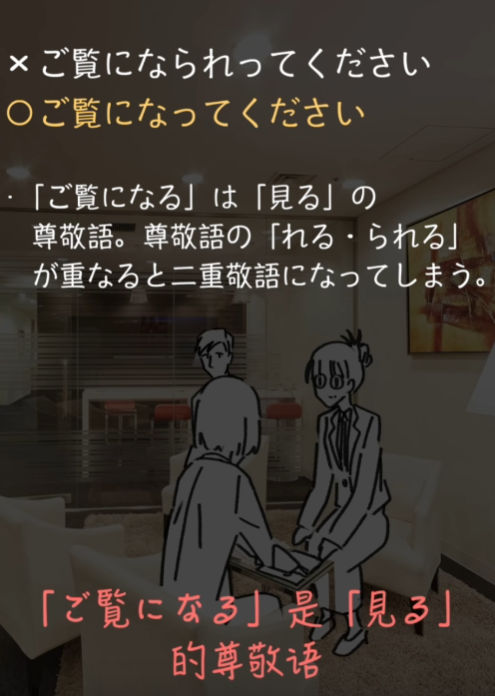 ×ご覧になられってください
○ご覧になってください
・「ご覧になる」は「見る」の
尊敬語。尊敬語の「れる・られる」
が重なると二重敬語になってしまう。
「ご覧になる」是「見る」
的尊敬语